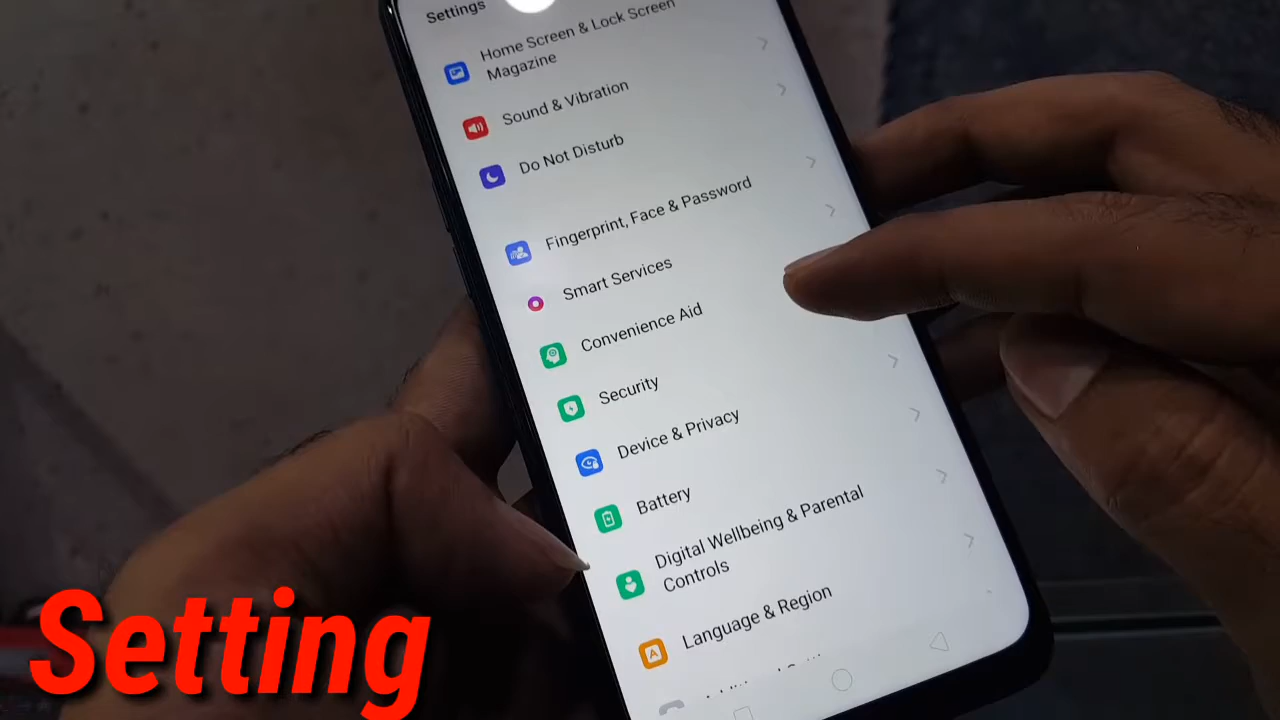 Settings
Home Screen & Lock Screen
Magazine
Sound & Vibration
Do Not Disturb
Fingerprint, Face & Password
Smart Services
Convenience Aid
Security
Device & Privacy
Battery
Digital Wellbeing & Parental
Controls
Language & Region
Setting